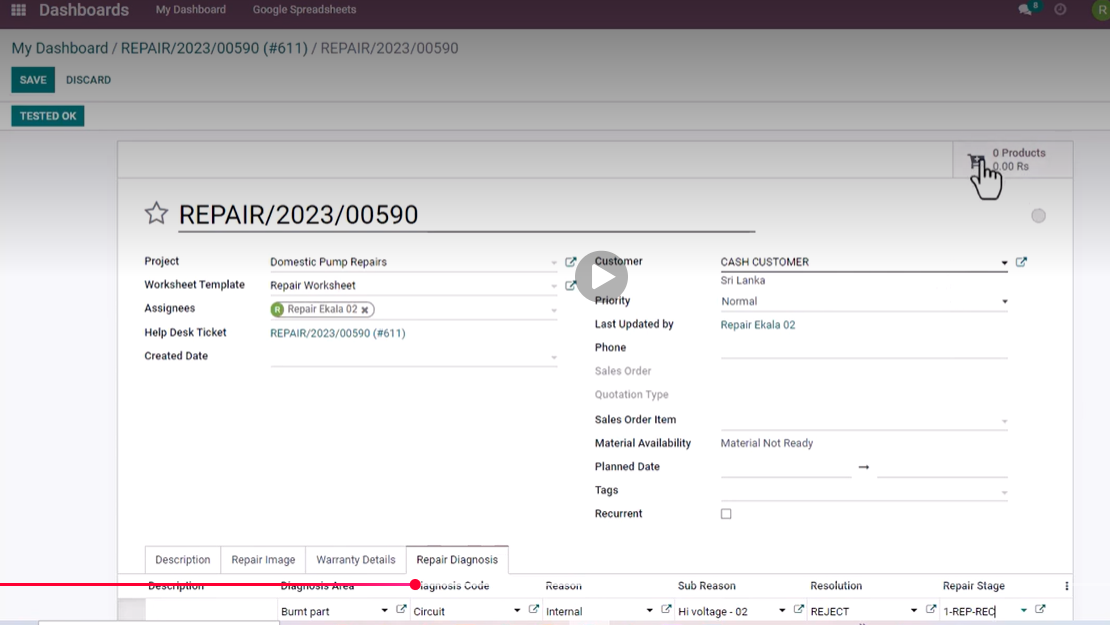 Dashboards My Dashboard Google Spreadsheets 8 R
My Dashboard / REPAIR/2023/00590 (#611) / REPAIR/2023/00590
SAVE DISCARD
TESTED OK
0 Products
0.00 Rs
REPAIR/2023/00590
Project Domestic Pump Repairs
Worksheet Template Repair Worksheet
Assignees R Repair Ekala 02
Help Desk Ticket REPAIR/2023/00590 (#611)
Created Date
Customer CASH CUSTOMER
Sri Lanka
Priority Normal
Last Updated by Repair Ekala 02
Phone
Sales Order
Quotation Type
Sales Order Item
Material Availability Material Not Ready
Planned Date
Tags
Recurrent
Description Repair Image Warranty Details Repair Diagnosis
Description Diagnosis Area Diagnosis Code Reason Sub Reason Resolution Repair Stage
Burnt part Circuit Internal Hi voltage - 02 REJECT 1-REP-REC